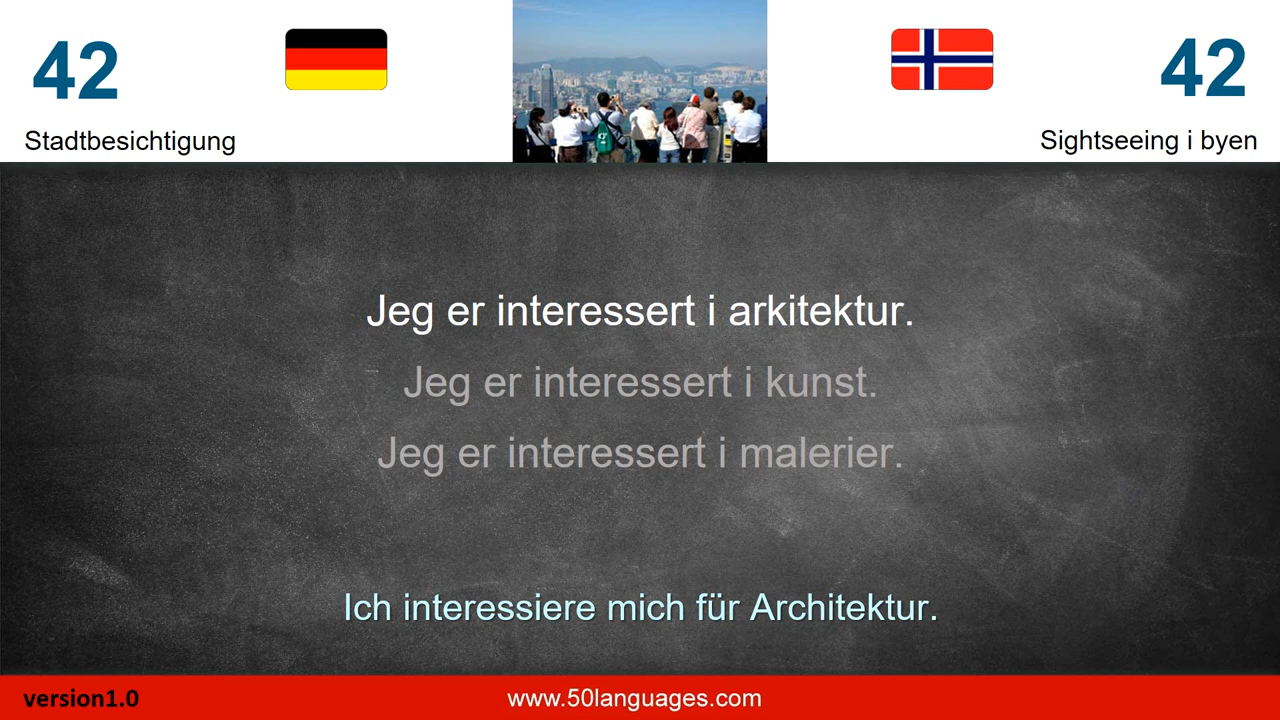 42
Stadtbesichtigung
42
Sightseeing i byen
Jeg er interessert i arkitektur.
Jeg er interessert i kunst.
Jeg er interessert i malerier.
Ich interessiere mich für Architektur.
version1.0
www.50languages.com